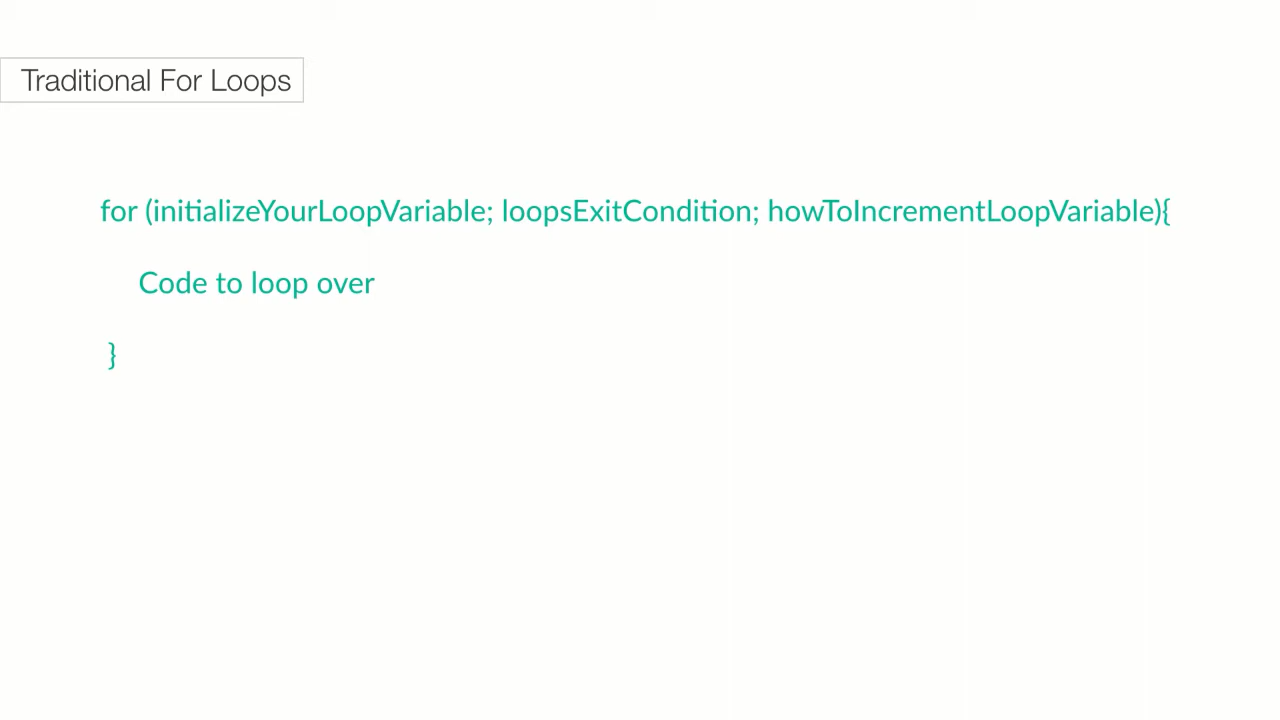 Traditional For Loops
for (initializeYourLoopVariable; loopsExitCondition; howToIncrementLoopVariable){
Code to loop over
}